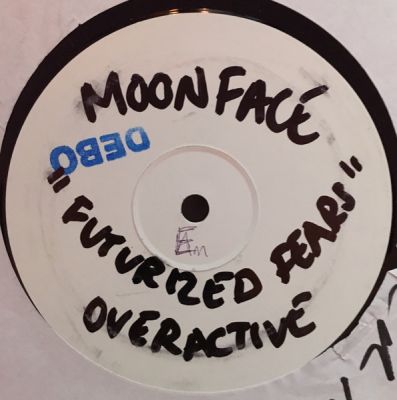 MOONFACE
DEBO
"FUTURIZED FEARS"
OVERACTIVE